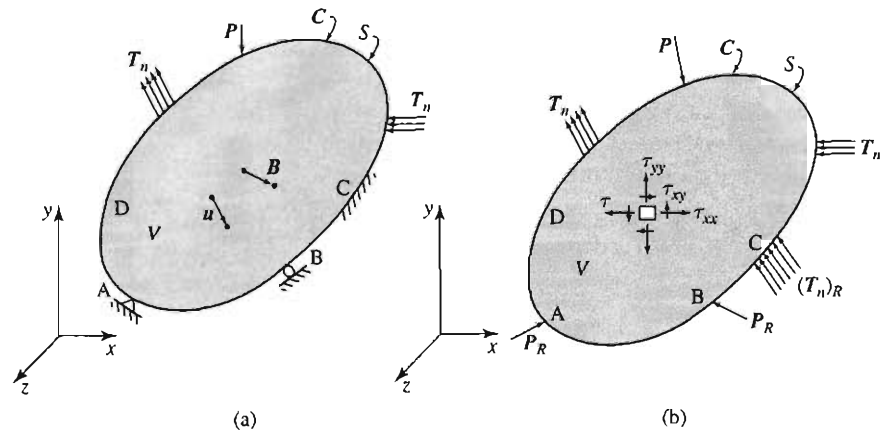 P
C
S
T_n
T_n
B
u
C
D
V
B
A
y
x
z
(a)
P
C
S
T_n
T_n
τ_yy
τ_xy
τ
τ_xx
D
C
V
(T_n)_R
B
A
P_R
P_R
y
x
z
(b)